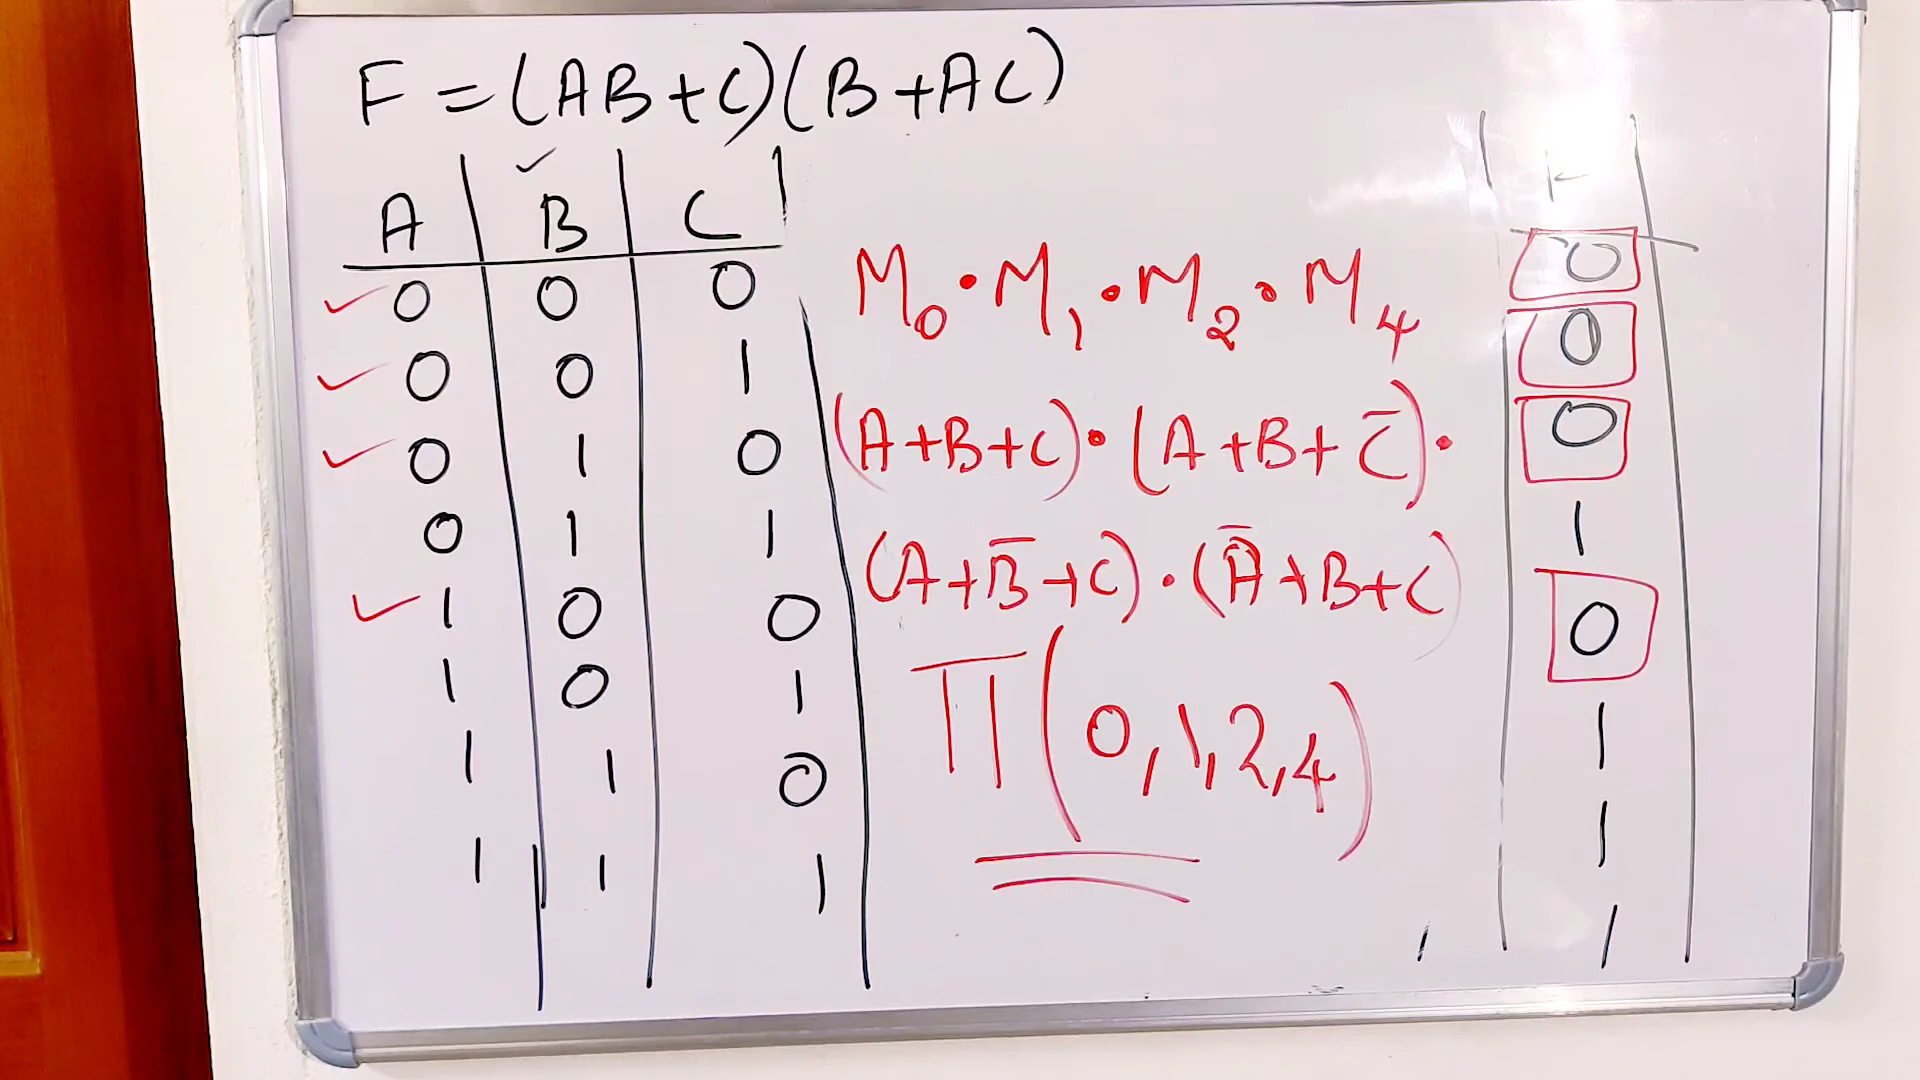 F = (AB+C)(B+AC)
A B C F
0 0 0 0
0 0 1 0
0 1 0 0
0 1 1 1
1 0 0 0
1 0 1 1
1 1 0 1
1 1 1 1
M₀·M₁·M₂·M₄
(A+B+C)·(A+B+C̅)·
(A+B̅+C)·(A̅+B+C)
Π(0,1,2,4)